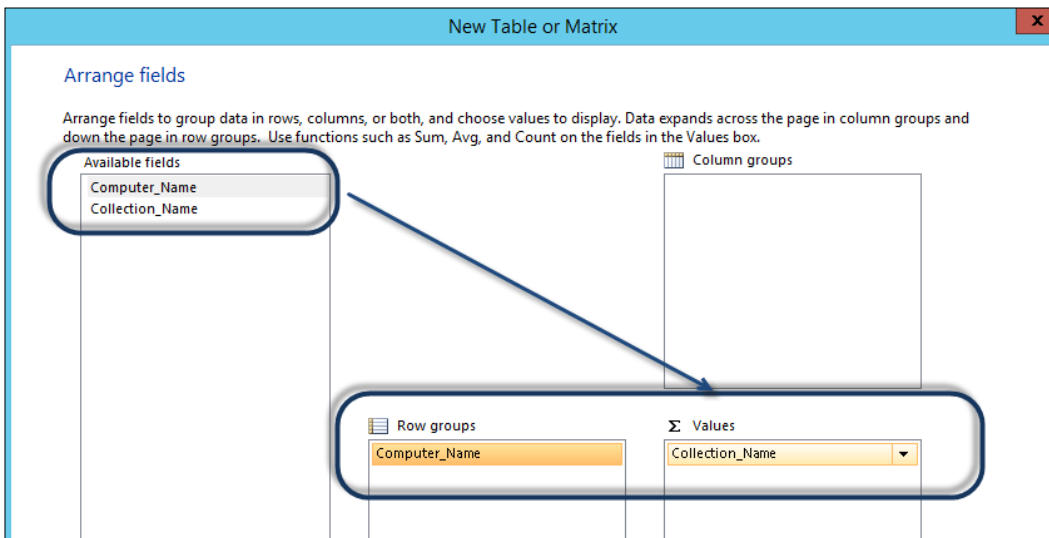 New Table or Matrix
x
Arrange fields
Arrange fields to group data in rows, columns, or both, and choose values to display. Data expands across the page in column groups and
down the page in row groups.  Use functions such as Sum, Avg, and Count on the fields in the Values box.
Available fields
Computer_Name
Collection_Name
Column groups
Row groups
Computer_Name
Σ Values
Collection_Name